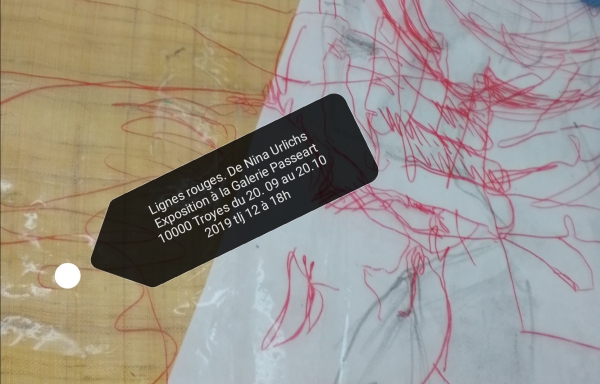 Lignes rouges. De Nina Urlichs
Exposition à la Galerie Passeart
10000 Troyes du 20. 09 au 20.10
2019 tlj 12 à 18h